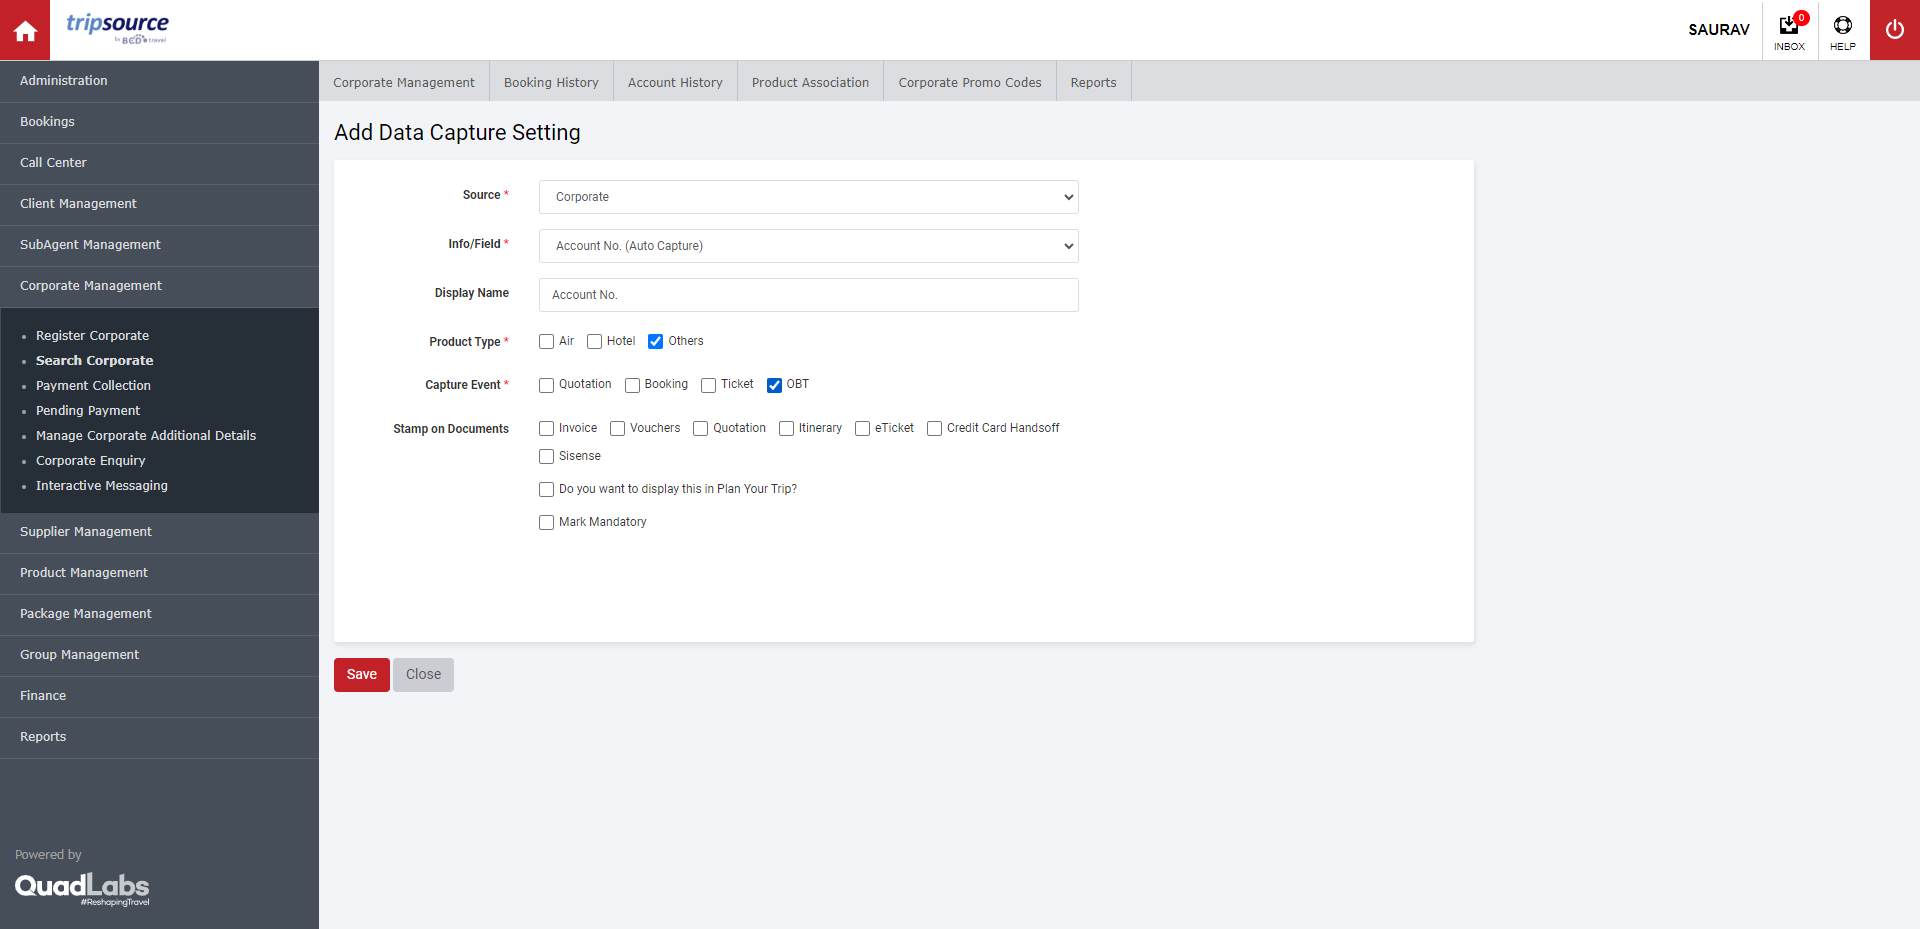 tripsource
by BCD travel
SAURAV
0
INBOX
HELP
Administration
Bookings
Call Center
Client Management
SubAgent Management
Corporate Management
Register Corporate
Search Corporate
Payment Collection
Pending Payment
Manage Corporate Additional Details
Corporate Enquiry
Interactive Messaging
Supplier Management
Product Management
Package Management
Group Management
Finance
Reports
Powered by
QuadLabs
#ReshapingTravel
Corporate Management Booking History Account History Product Association Corporate Promo Codes Reports
Add Data Capture Setting
Source * Corporate
Info/Field * Account No. (Auto Capture)
Display Name Account No.
Product Type * Air Hotel Others
Capture Event * Quotation Booking Ticket OBT
Stamp on Documents Invoice Vouchers Quotation Itinerary eTicket Credit Card Handsoff
Sisense
Do you want to display this in Plan Your Trip?
Mark Mandatory
Save Close